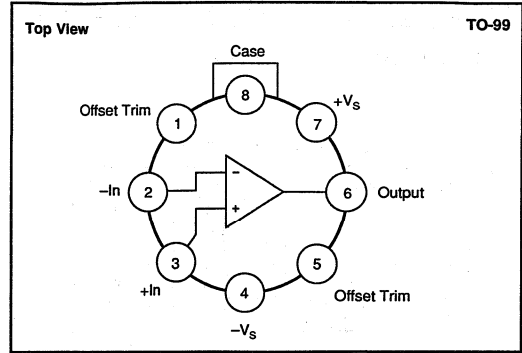 Top View
TO-99
Case
8
Offset Trim
1
7
+VS
–In
2
–
+
6
Output
3
+In
5
Offset Trim
4
–VS